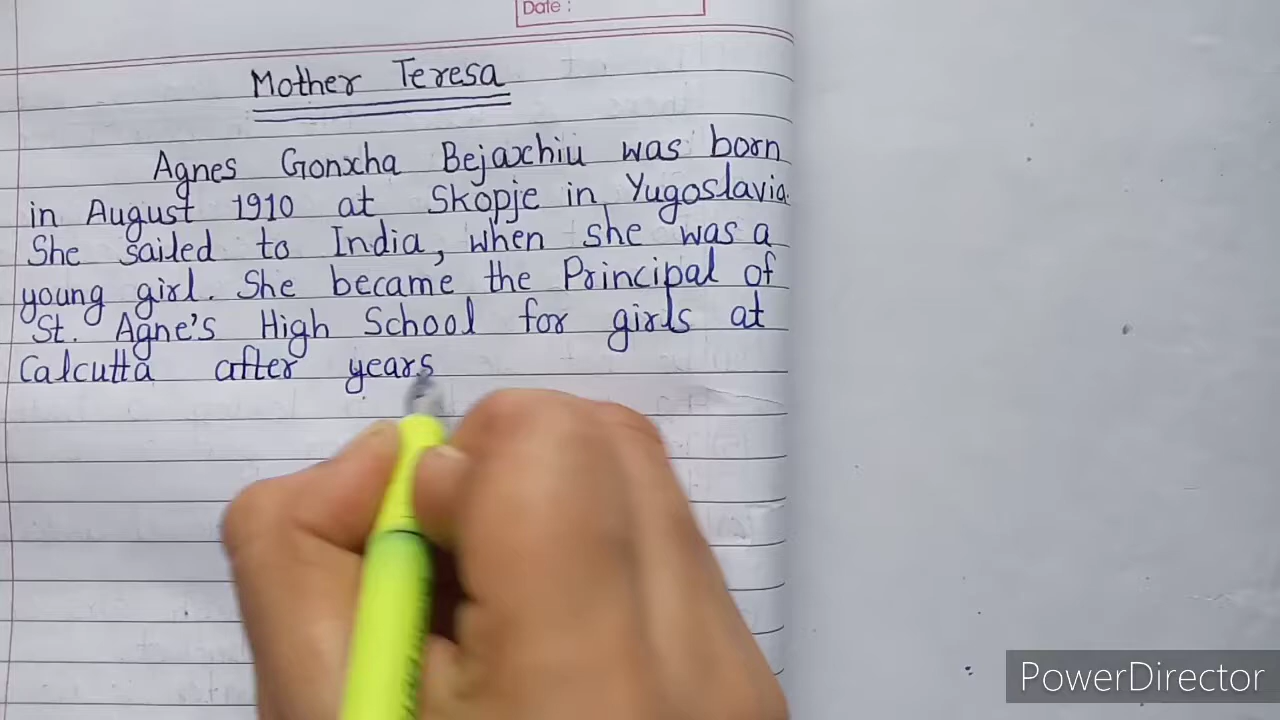 Date :
Mother Teresa
Agnes Gonxha Bejaxhiu was born
in August 1910 at Skopje in Yugoslavia.
She sailed to India, when she was a
young girl. She became the Principal of
St. Agne's High School for girls at
Calcutta after years
PowerDirector